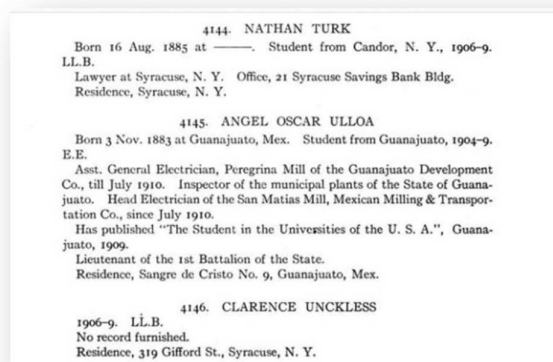 4144. NATHAN TURK
Born 16 Aug. 1885 at ———. Student from Candor, N. Y., 1906-9.
LL.B.
Lawyer at Syracuse, N. Y. Office, 21 Syracuse Savings Bank Bldg.
Residence, Syracuse, N. Y.
4145. ANGEL OSCAR ULLOA
Born 3 Nov. 1883 at Guanajuato, Mex. Student from Guanajuato, 1904-9.
E.E.
Asst. General Electrician, Peregrina Mill of the Guanajuato Development
Co., till July 1910. Inspector of the municipal plants of the State of Guana-
juato. Head Electrician of the San Matias Mill, Mexican Milling & Transpor-
tation Co., since July 1910.
Has published "The Student in the Universities of the U. S. A.", Guana-
juato, 1909.
Lieutenant of the 1st Battalion of the State.
Residence, Sangre de Cristo No. 9, Guanajuato, Mex.
4146. CLARENCE UNCKLESS
1906-9. LL.B.
No record furnished.
Residence, 319 Gifford St., Syracuse, N. Y.